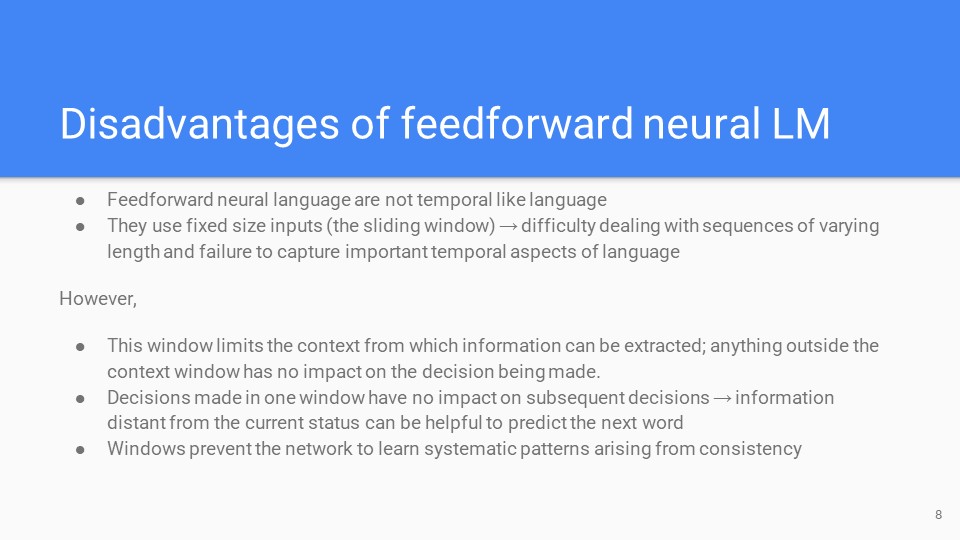 Disadvantages of feedforward neural LM
● Feedforward neural language are not temporal like language
● They use fixed size inputs (the sliding window) → difficulty dealing with sequences of varying
length and failure to capture important temporal aspects of language
However,
● This window limits the context from which information can be extracted; anything outside the
context window has no impact on the decision being made.
● Decisions made in one window have no impact on subsequent decisions → information
distant from the current status can be helpful to predict the next word
● Windows prevent the network to learn systematic patterns arising from consistency
8